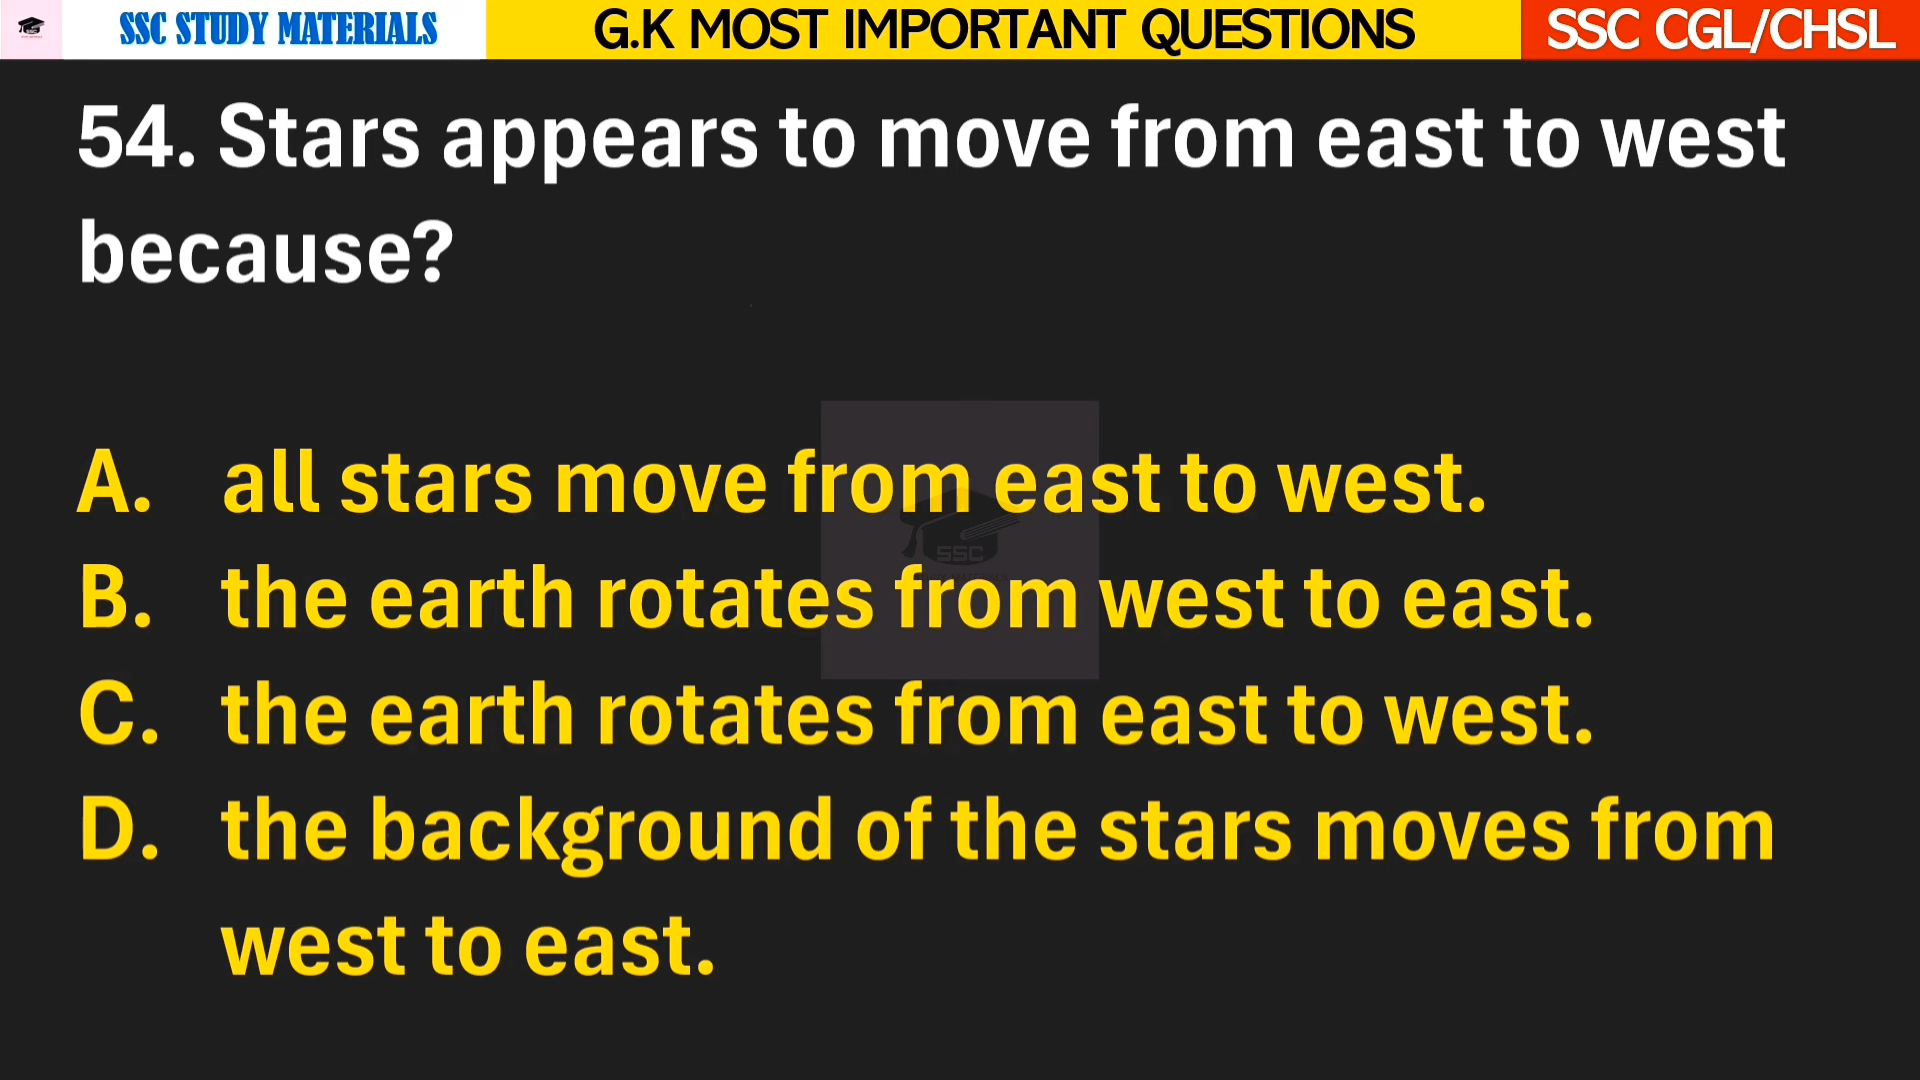 SSC STUDY MATERIALS
G.K MOST IMPORTANT QUESTIONS
SSC CGL/CHSL
54. Stars appears to move from east to west
because?
A. all stars move from east to west.
SSC
B. the earth rotates from west to east.
C. the earth rotates from east to west.
D. the background of the stars moves from
west to east.